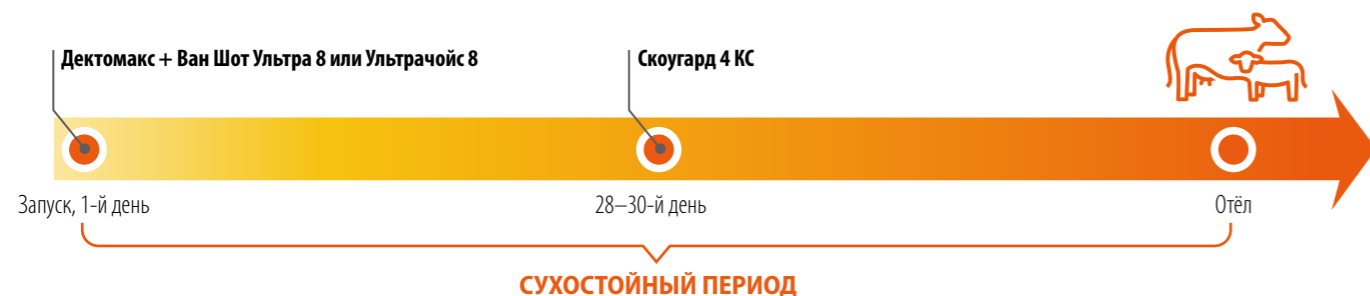 Дектомакс + Ван Шот Ультра 8 или Ультрачойс 8
Скоугард 4 КС
Запуск, 1-й день
28–30-й день
Отёл
СУХОСТОЙНЫЙ ПЕРИОД